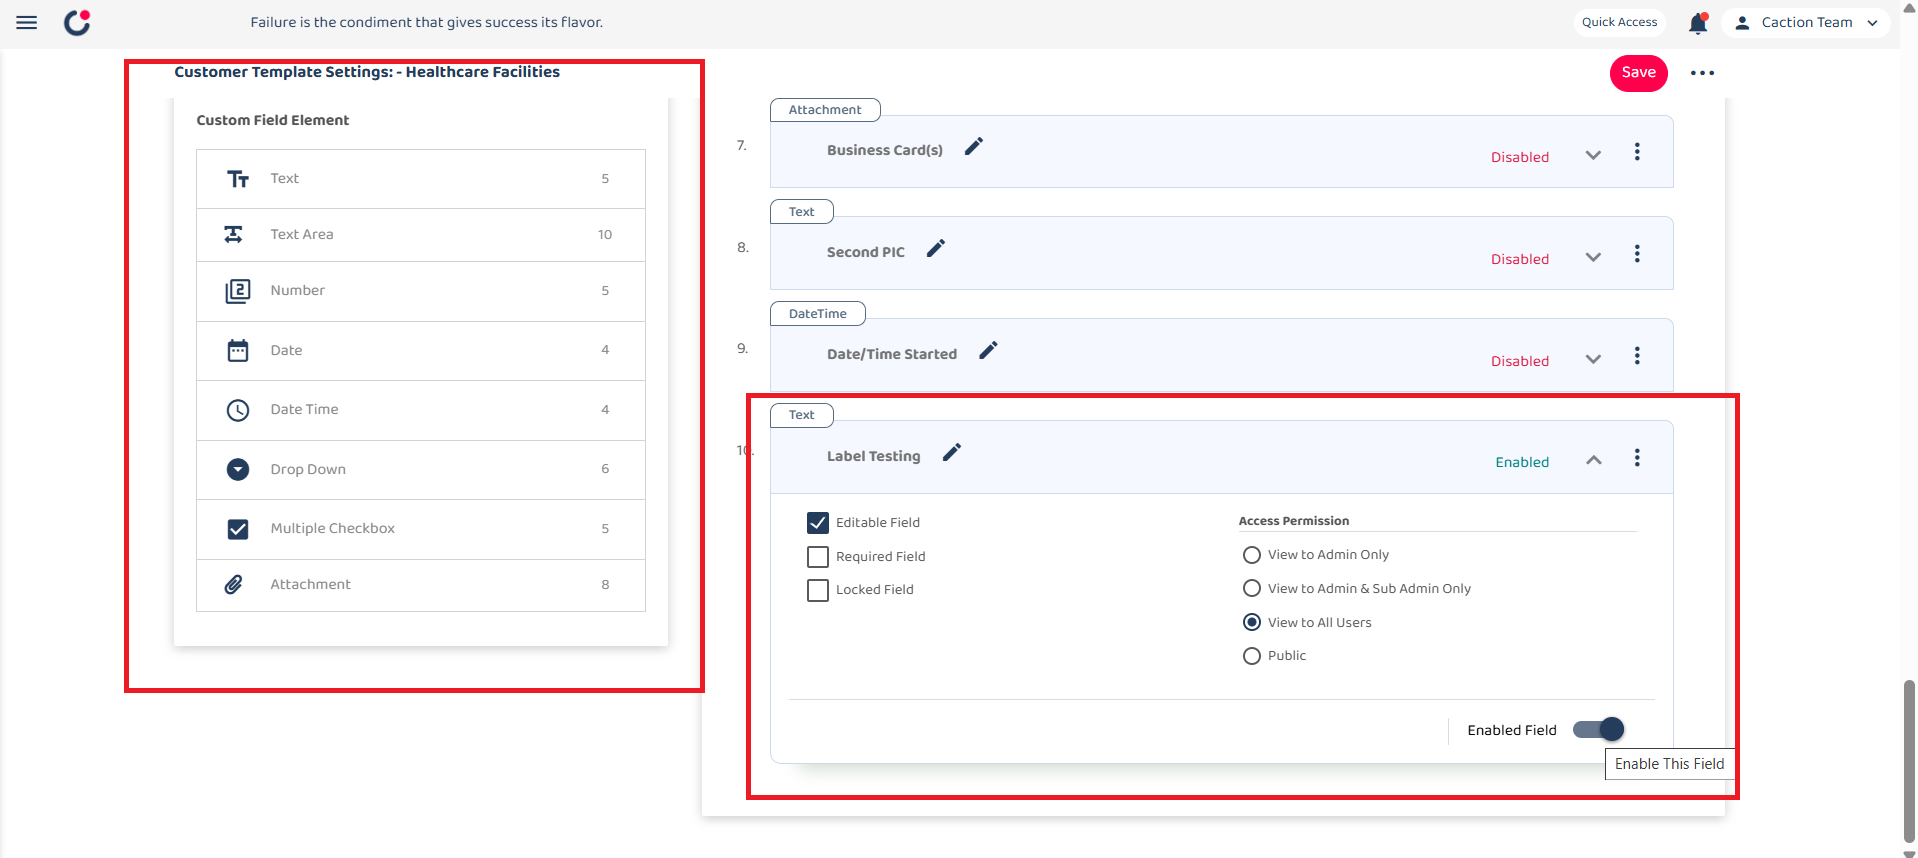 Failure is the condiment that gives success its flavor.
Quick Access
Caction Team
Customer Template Settings: - Healthcare Facilities
Save
Custom Field Element
Text 5
Text Area 10
Number 5
Date 4
Date Time 4
Drop Down 6
Multiple Checkbox 5
Attachment 8
Attachment
7. Business Card(s) Disabled
Text
8. Second PIC Disabled
DateTime
9. Date/Time Started Disabled
Text
10. Label Testing Enabled
Editable Field
Required Field
Locked Field
Access Permission
View to Admin Only
View to Admin & Sub Admin Only
View to All Users
Public
Enabled Field
Enable This Field